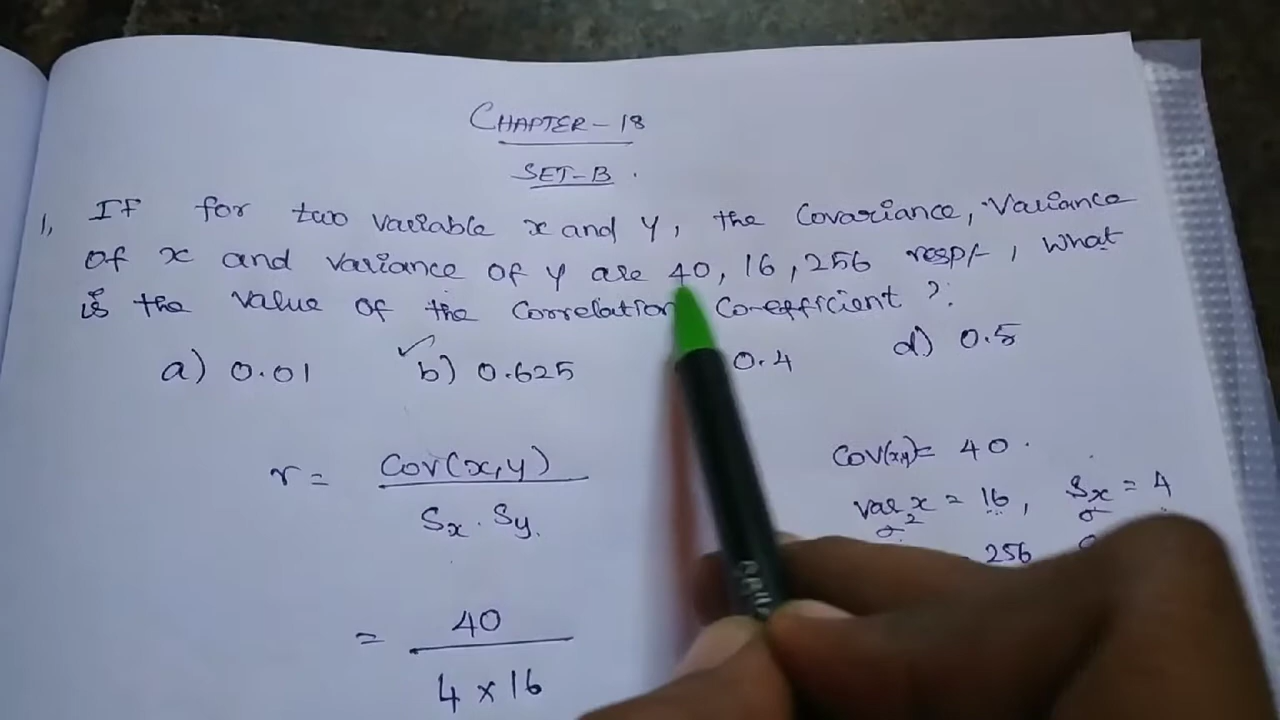 CHAPTER-18
SET-B.
1, If for two variable x and y, the Covariance, Variance
of x and variance of y are 40, 16, 256 resp/-, what
is the value of the Correlation Co-efficient ?.
a) 0.01 b) 0.625 0.4 d) 0.5
r = Cov(x,y)
Sx . Sy.
= 40
4 x 16
Cov(x,y)= 40.
var x = 16, Sx = 4
σ² σ
= 256